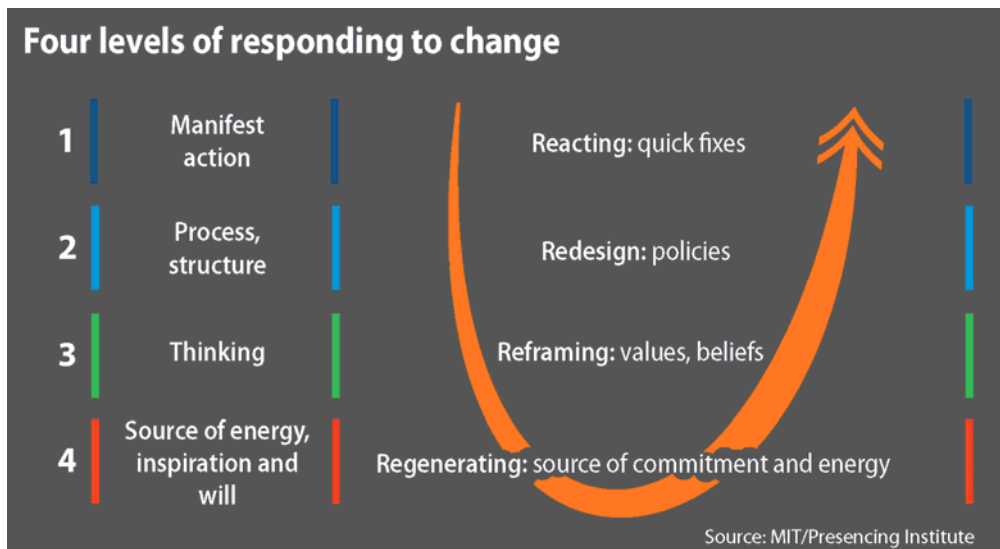 Four levels of responding to change
1
Manifest
action
Reacting: quick fixes
2
Process,
structure
Redesign: policies
3
Thinking
Reframing: values, beliefs
4
Source of energy,
inspiration and
will
Regenerating: source of commitment and energy
Source: MIT/Presencing Institute